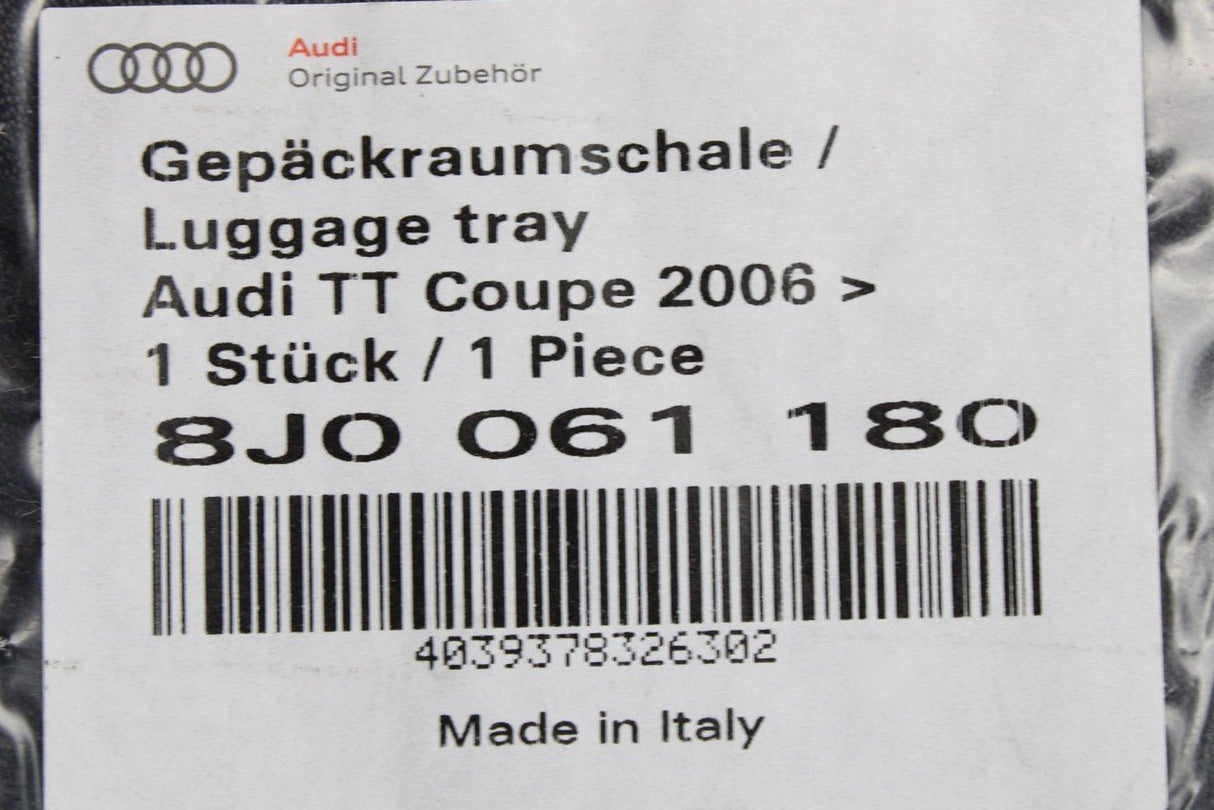 Audi
Original Zubehör
Gepäckraumschale /
Luggage tray
Audi TT Coupe 2006 >
1 Stück / 1 Piece
8J0 061 180
4039378326302
Made in Italy